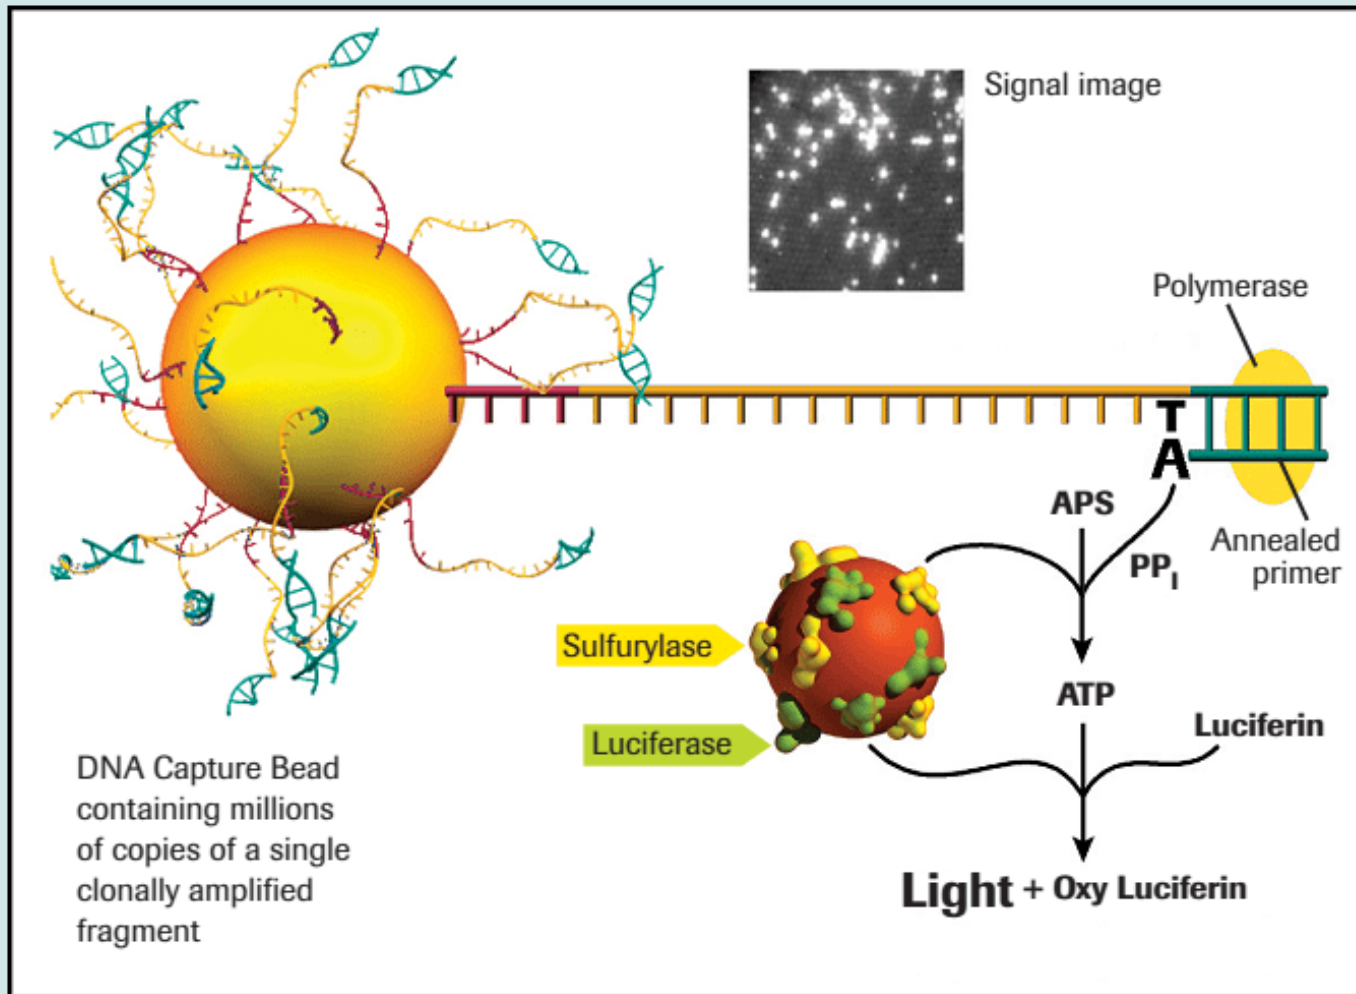 Signal image
Polymerase
T
A
APS
PPI
Annealed
primer
Sulfurylase
ATP
Luciferin
Luciferase
DNA Capture Bead
containing millions
of copies of a single
clonally amplified
fragment
Light + Oxy Luciferin